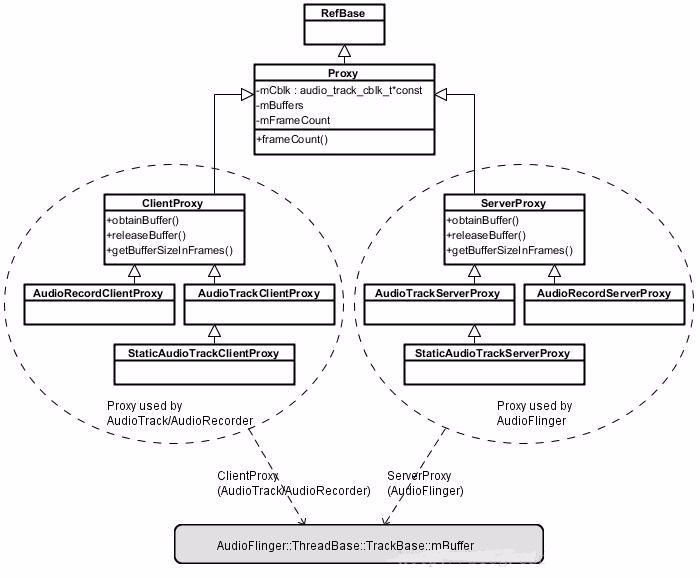 RefBase
Proxy
-mCblk : audio_track_cblk_t*const
-mBuffers
-mFrameCount
+frameCount()
ClientProxy
+obtainBuffer()
+releaseBuffer()
+getBufferSizeInFrames()
ServerProxy
+obtainBuffer()
+releaseBuffer()
+getBufferSizeInFrames()
AudioRecordClientProxy
AudioTrackClientProxy
AudioTrackServerProxy
AudioRecordServerProxy
StaticAudioTrackClientProxy
StaticAudioTrackServerProxy
Proxy used by
AudioTrack/AudioRecorder
Proxy used by
AudioFlinger
ClientProxy
(AudioTrack/AudioRecorder)
ServerProxy
(AudioFlinger)
AudioFlinger::ThreadBase::TrackBase::mBuffer